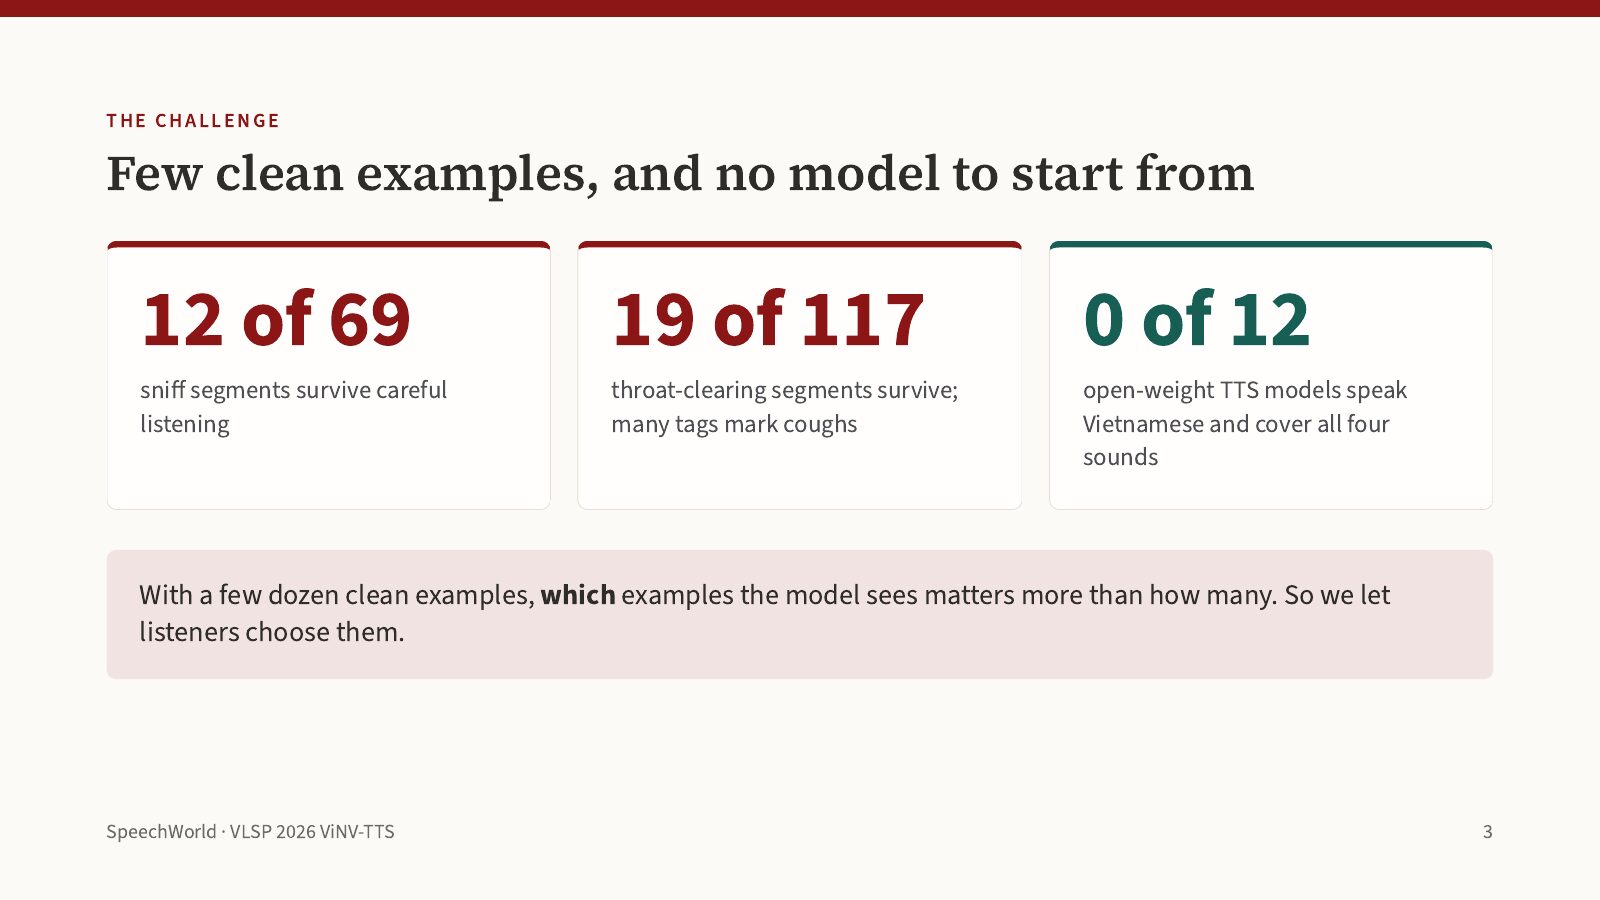 THE CHALLENGE
Few clean examples, and no model to start from
12 of 69
sniff segments survive careful
listening
19 of 117
throat-clearing segments survive;
many tags mark coughs
0 of 12
open-weight TTS models speak
Vietnamese and cover all four
sounds
With a few dozen clean examples, which examples the model sees matters more than how many. So we let
listeners choose them.
SpeechWorld · VLSP 2026 ViNV-TTS
3